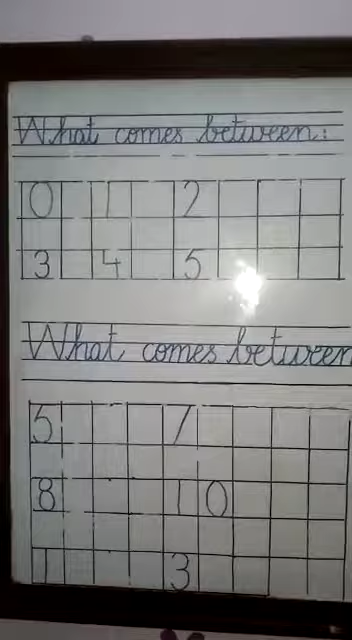 What comes between:
0 1 2
3 4 5
What comes between
5 7
8 10
1 3